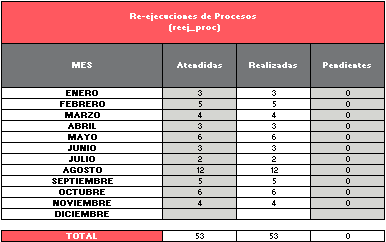 Re-ejecuciones de Procesos
(reej_proc)
MES Atendidas Realizadas Pendientes
ENERO 3 3 0
FEBRERO 5 5 0
MARZO 4 4 0
ABRIL 3 3 0
MAYO 6 6 0
JUNIO 3 3 0
JULIO 2 2 0
AGOSTO 12 12 0
SEPTIEMBRE 5 5 0
OCTUBRE 6 6 0
NOVIEMBRE 4 4 0
DICIEMBRE
TOTAL 53 53 0